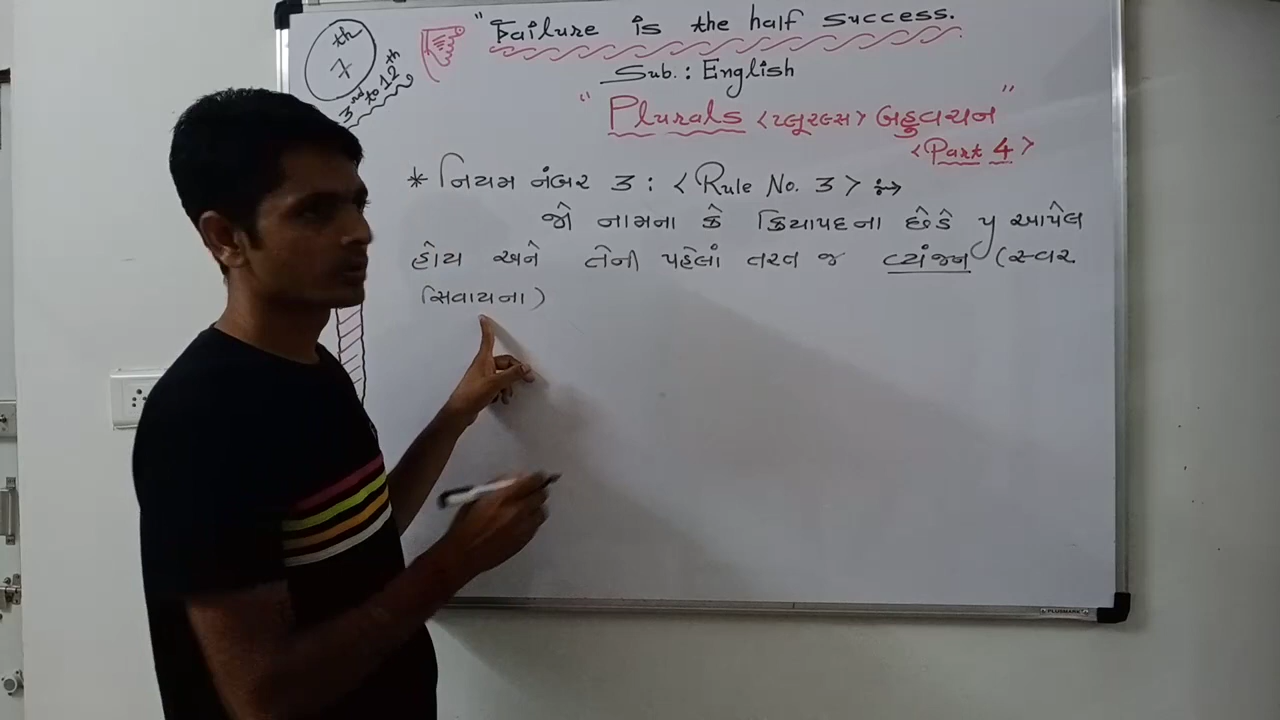 7th
3rd to 12th
"Failure is the half success."
Sub. : English
"Plurals <પ્લૂરલ્સ> બહુવચન"
<Part 4>
* નિયમ નંબર 3 : <Rule No. 3>
જો નામના કે ક્રિયાપદના છેડે y આપેલ
હોય અને તેની પહેલાં તરત જ વ્યંજન (સ્વર
સિવાયના)
PLUSMARK